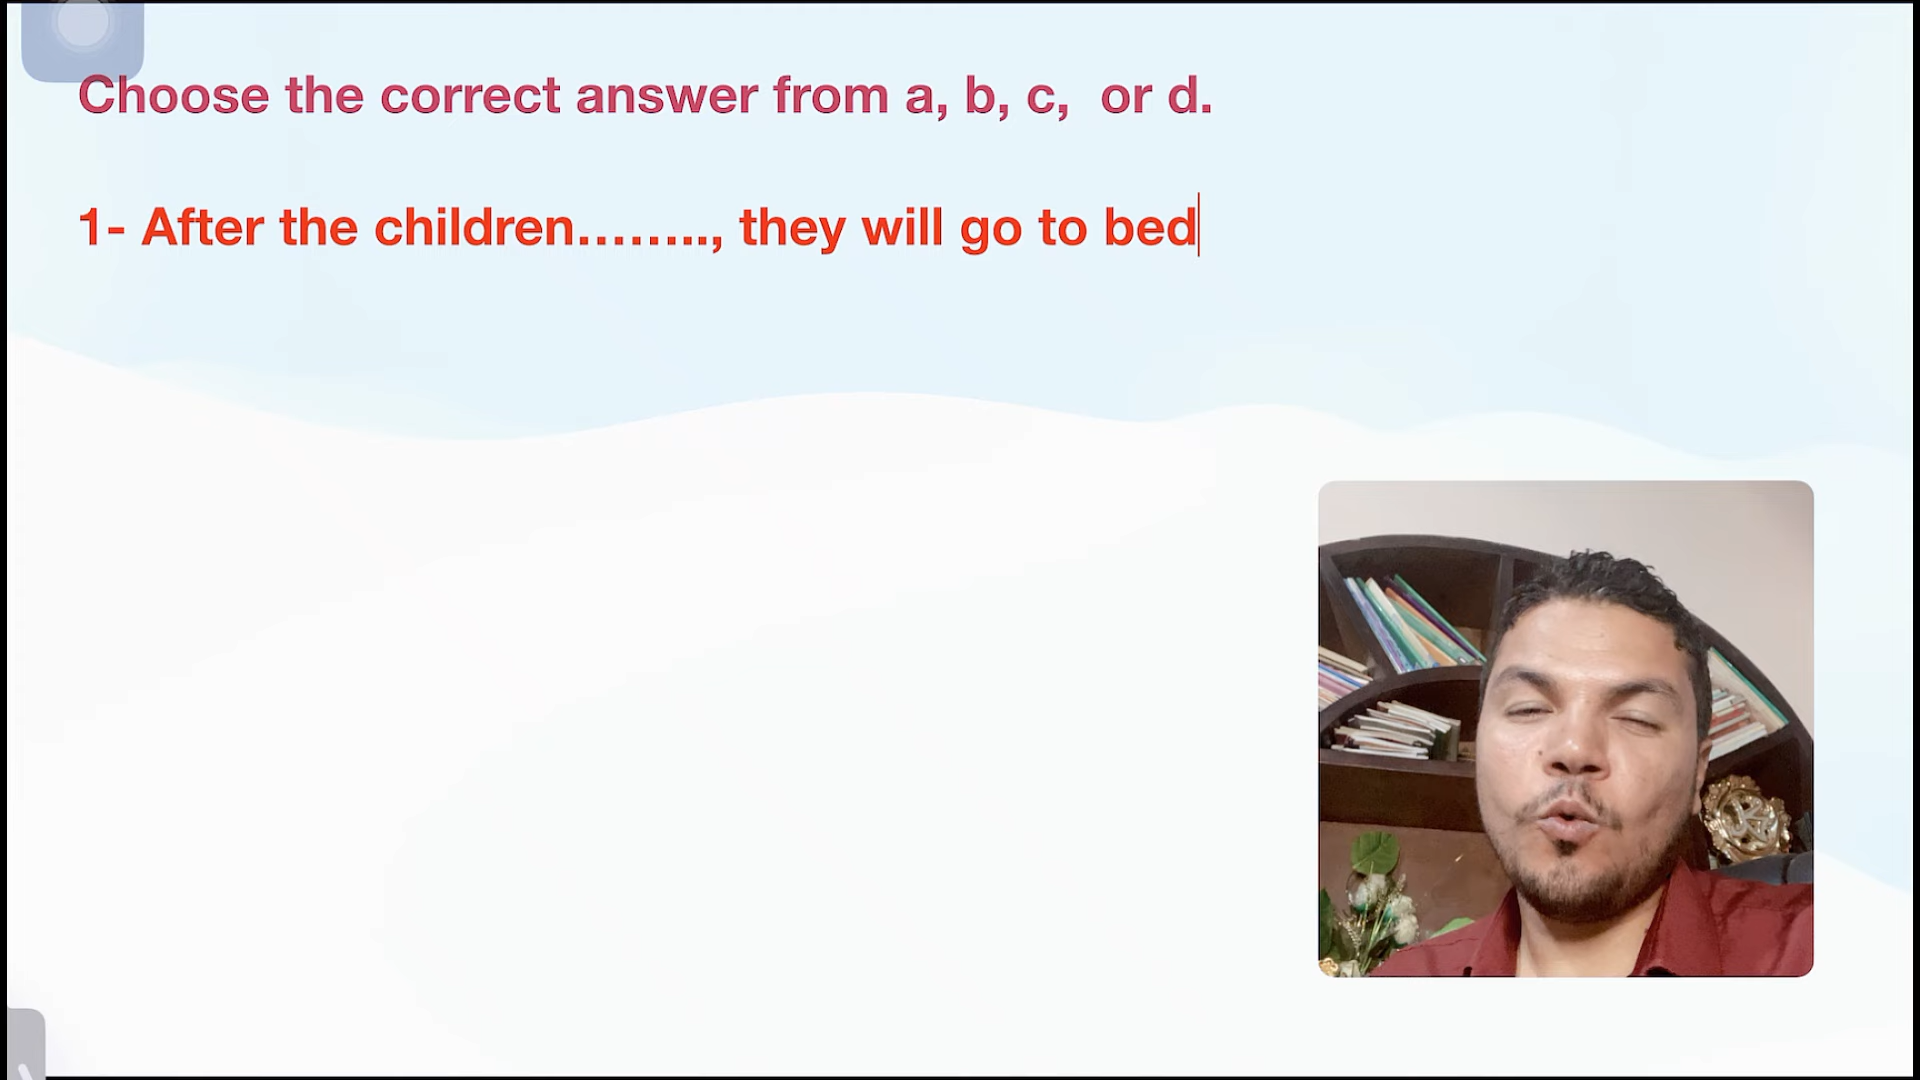 Choose the correct answer from a, b, c,  or d.
1- After the children…….., they will go to bed